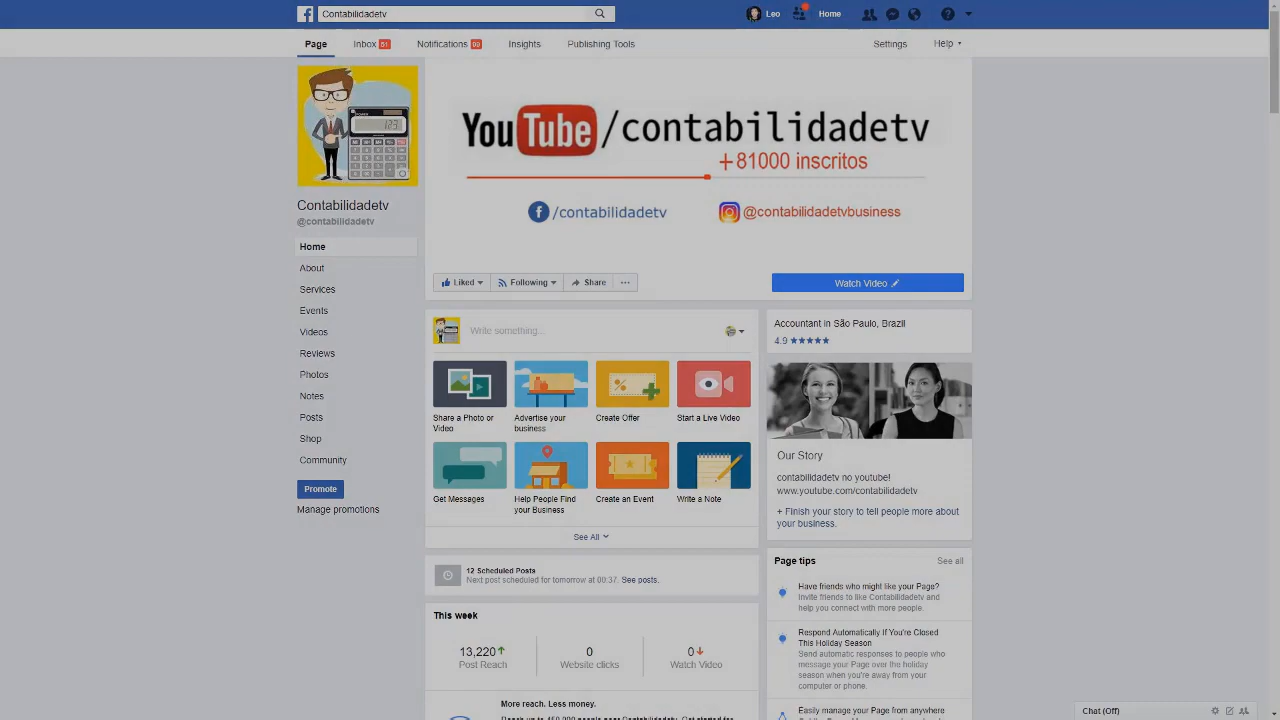 Contabilidadetv
Leo
Home
Page
Inbox 51
Notifications 99
Insights
Publishing Tools
Settings
Help
YouTube/contabilidadetv
+81000 inscritos
/contabilidadetv
@contabilidadetvbusiness
Contabilidadetv
@contabilidadetv
Home
About
Services
Events
Videos
Reviews
Photos
Notes
Posts
Shop
Community
Promote
Manage promotions
Liked
Following
Share
...
Watch Video
Write something...
Share a Photo or
Video
Advertise your
business
Create Offer
Start a Live Video
Get Messages
Help People Find
your Business
Create an Event
Write a Note
See All
12 Scheduled Posts
Next post scheduled for tomorrow at 00:37. See posts.
This week
13,220
Post Reach
0
Website clicks
0
Watch Video
More reach. Less money.
Accountant in São Paulo, Brazil
4.9
Our Story
contabilidadetv no youtube!
www.youtube.com/contabilidadetv
+ Finish your story to tell people more about
your business.
Page tips
See all
Have friends who might like your Page?
Invite friends to like Contabilidadetv and
help you connect with more people.
Respond Automatically If You're Closed
This Holiday Season
Send automatic responses to people who
message your Page over the holiday
season when you're away from your
computer or phone.
Easily manage your Page from anywhere
Chat (Off)